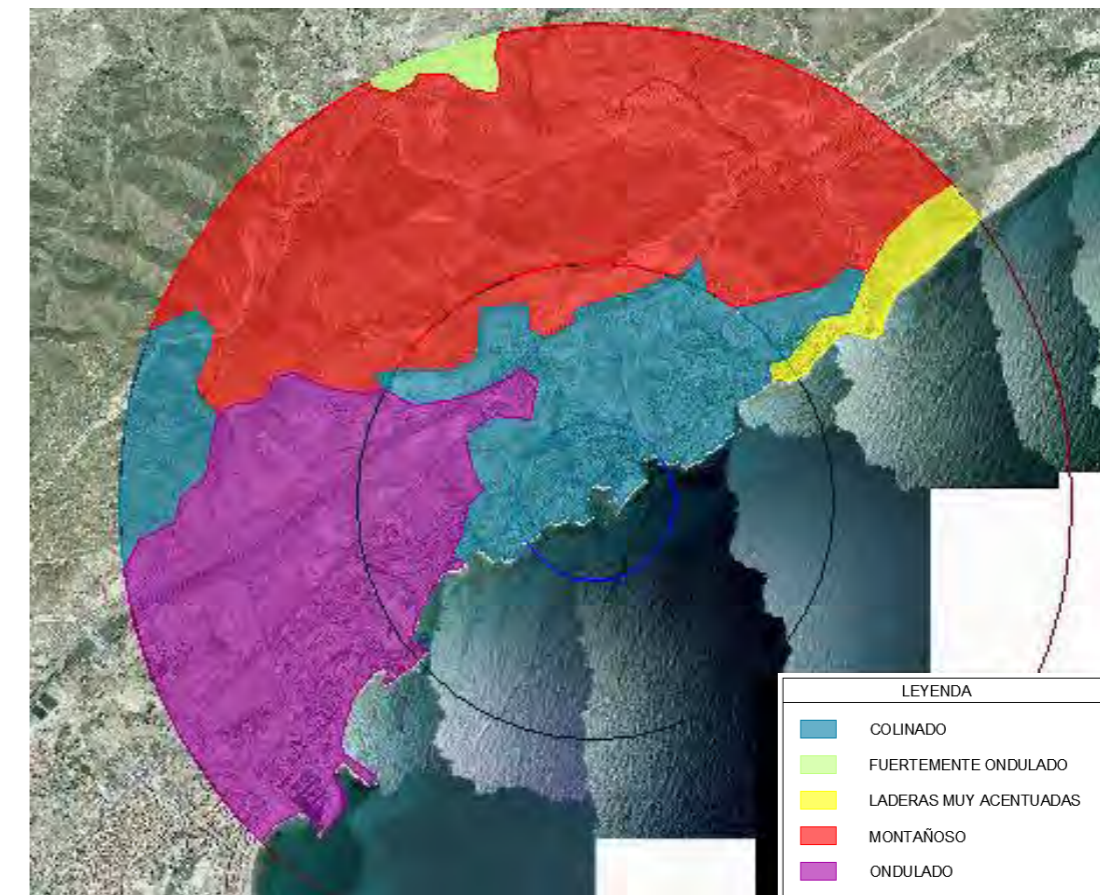 LEYENDA
COLINADO
FUERTEMENTE ONDULADO
LADERAS MUY ACENTUADAS
MONTAÑOSO
ONDULADO